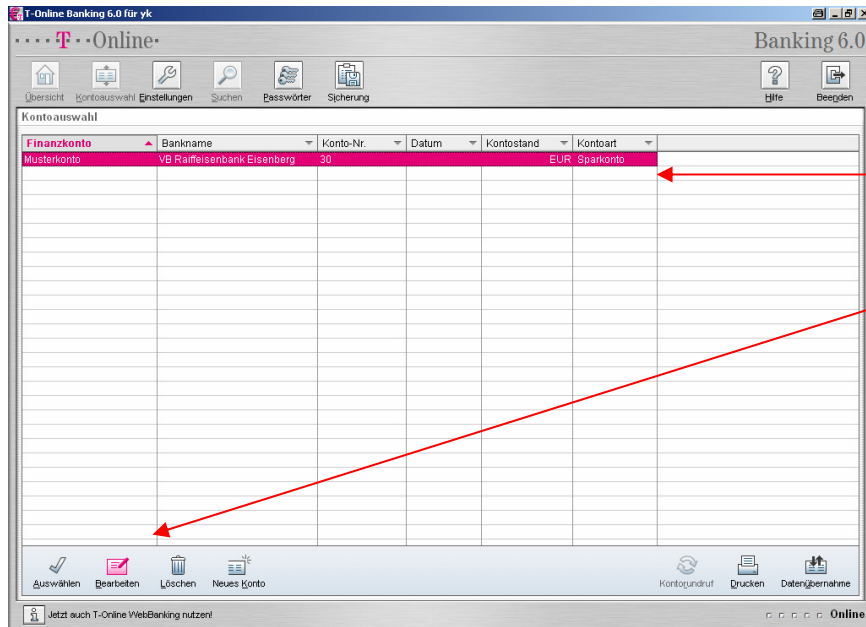 T-Online Banking 6.0 für yk
····T··Online·
Banking 6.0
Übersicht Kontoauswahl Einstellungen Suchen Passwörter Sicherung Hilfe Beenden
Kontoauswahl
Finanzkonto Bankname Konto-Nr. Datum Kontostand Kontoart
Musterkonto VB Raiffeisenbank Eisenberg 30 EUR Sparkonto
Auswählen Bearbeiten Löschen Neues Konto Kontorundruf Drucken Datenübernahme
Jetzt auch T-Online WebBanking nutzen! Online